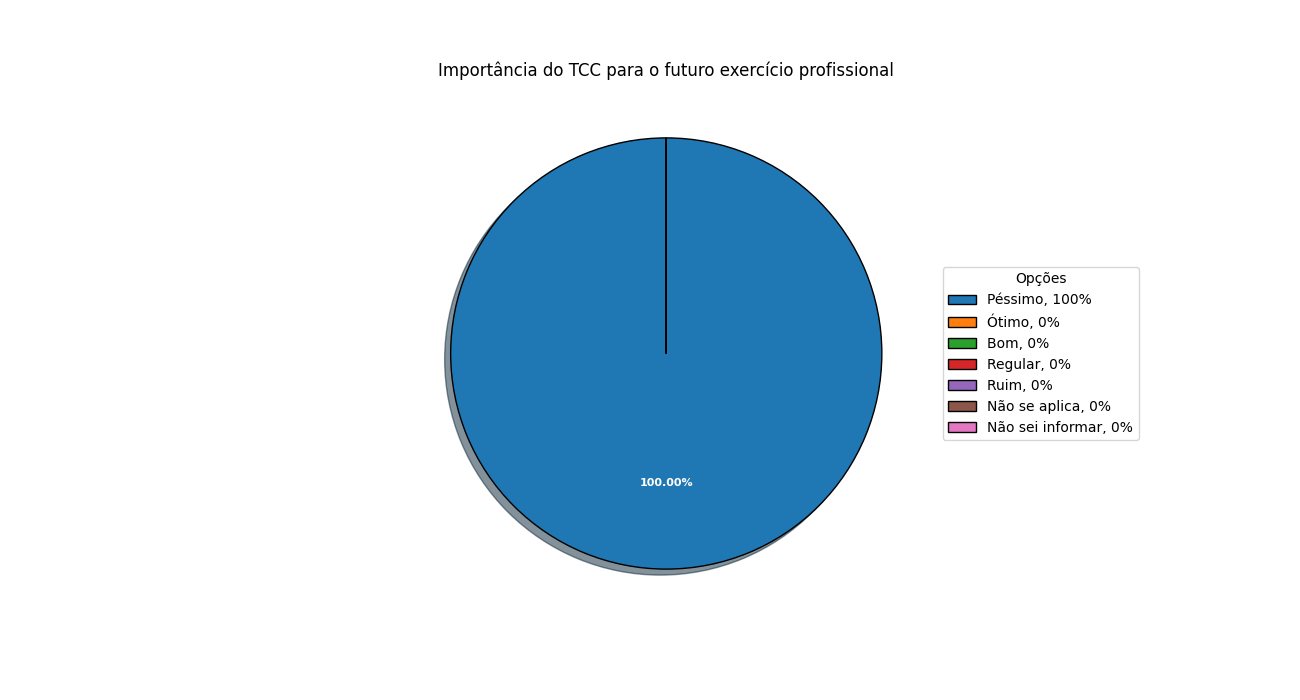 Importância do TCC para o futuro exercício profissional
Opções
Péssimo, 100%
Ótimo, 0%
Bom, 0%
Regular, 0%
Ruim, 0%
Não se aplica, 0%
Não sei informar, 0%
100.00%